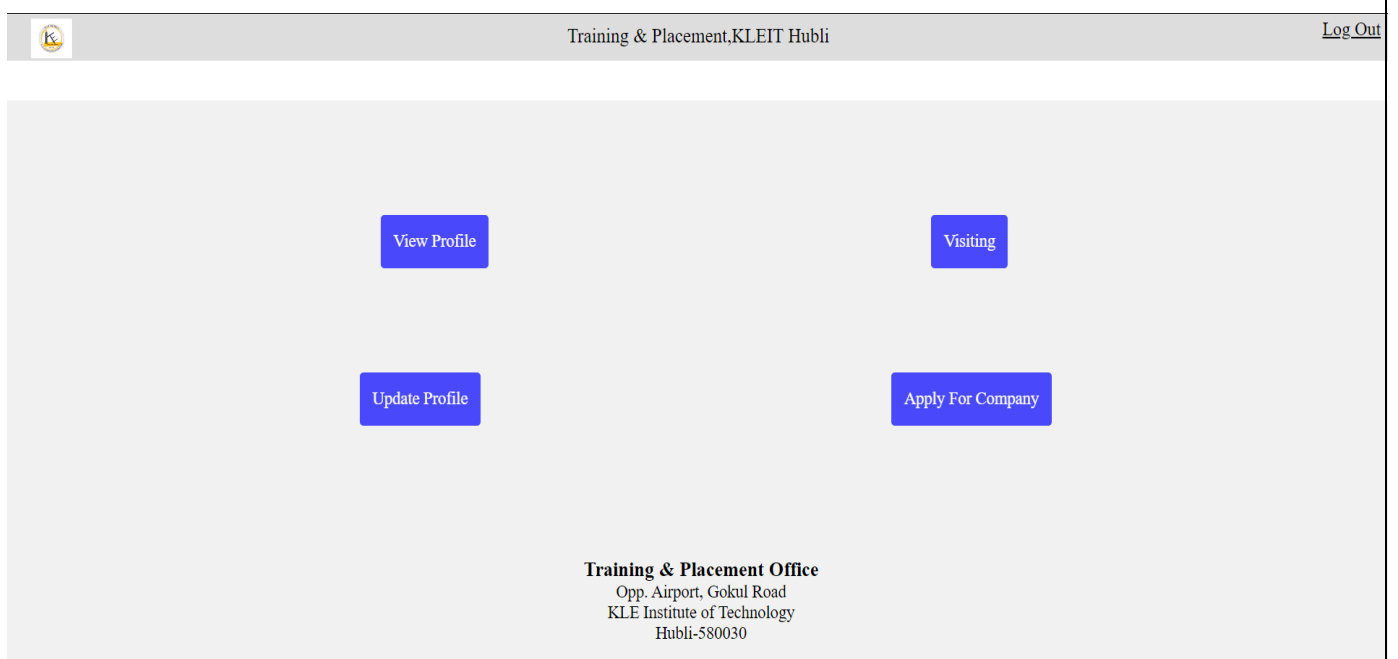 Training & Placement,KLEIT Hubli
Log Out
View Profile
Visiting
Update Profile
Apply For Company
Training & Placement Office
Opp. Airport, Gokul Road
KLE Institute of Technology
Hubli-580030